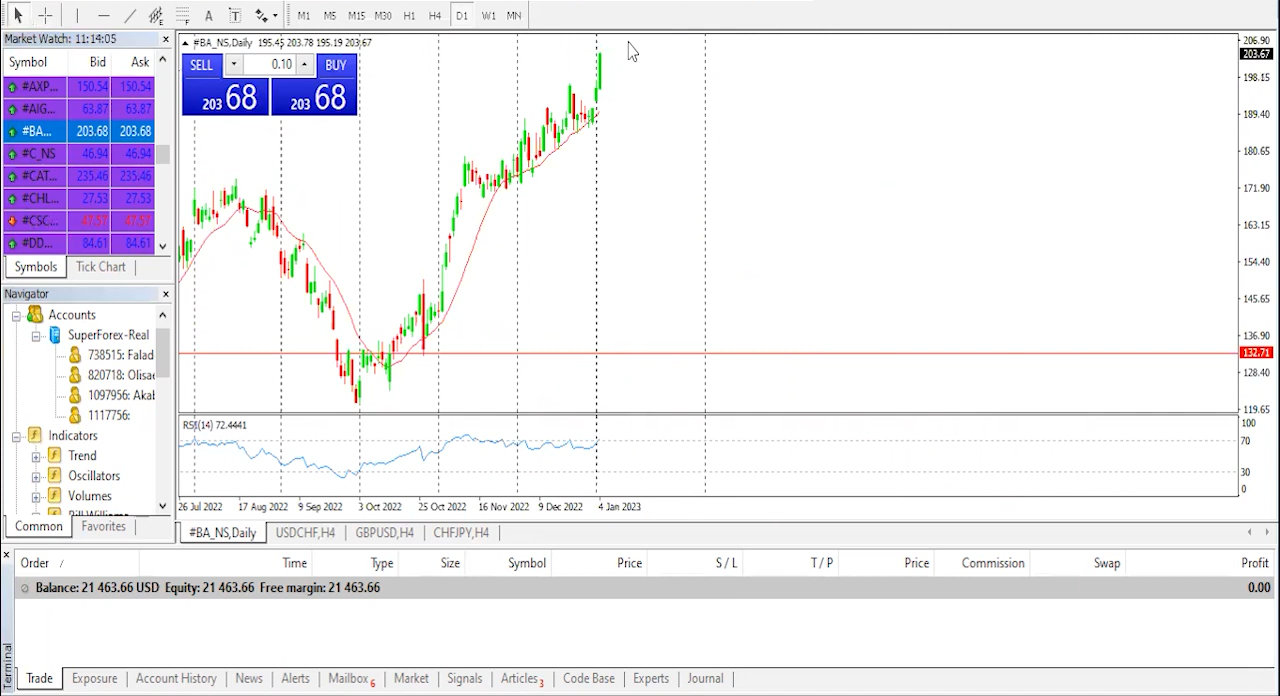 A T
M1 M5 M15 M30 H1 H4 D1 W1 MN
Market Watch: 11:14:05
Symbol Bid Ask
#AXP... 150.54 150.54
#AIG... 63.87 63.87
#BA... 203.68 203.68
#C_NS 46.94 46.94
#CAT... 235.46 235.46
#CHL... 27.53 27.53
#CSC... 47.57 47.57
#DD... 84.61 84.61
Symbols Tick Chart
Navigator
Accounts
SuperForex-Real
738515: Falad
820718: Olisae
1097956: Akab
1117756:
Indicators
Trend
Oscillators
Volumes
Bill Williams
Common Favorites
#BA_NS,Daily 195.45 203.78 195.19 203.67
SELL 0.10 BUY
203 68 203 68
206.90
203.67
198.15
189.40
180.65
171.90
163.15
154.40
145.65
136.90
132.71
128.40
119.65
RSI(14) 72.4441
100
70
30
0
26 Jul 2022 17 Aug 2022 9 Sep 2022 3 Oct 2022 25 Oct 2022 16 Nov 2022 9 Dec 2022 4 Jan 2023
#BA_NS,Daily USDCHF,H4 GBPUSD,H4 CHFJPY,H4
Order / Time Type Size Symbol Price S / L T / P Price Commission Swap Profit
Balance: 21 463.66 USD Equity: 21 463.66 Free margin: 21 463.66 0.00
Terminal
Trade Exposure Account History News Alerts Mailbox 6 Market Signals Articles 3 Code Base Experts Journal